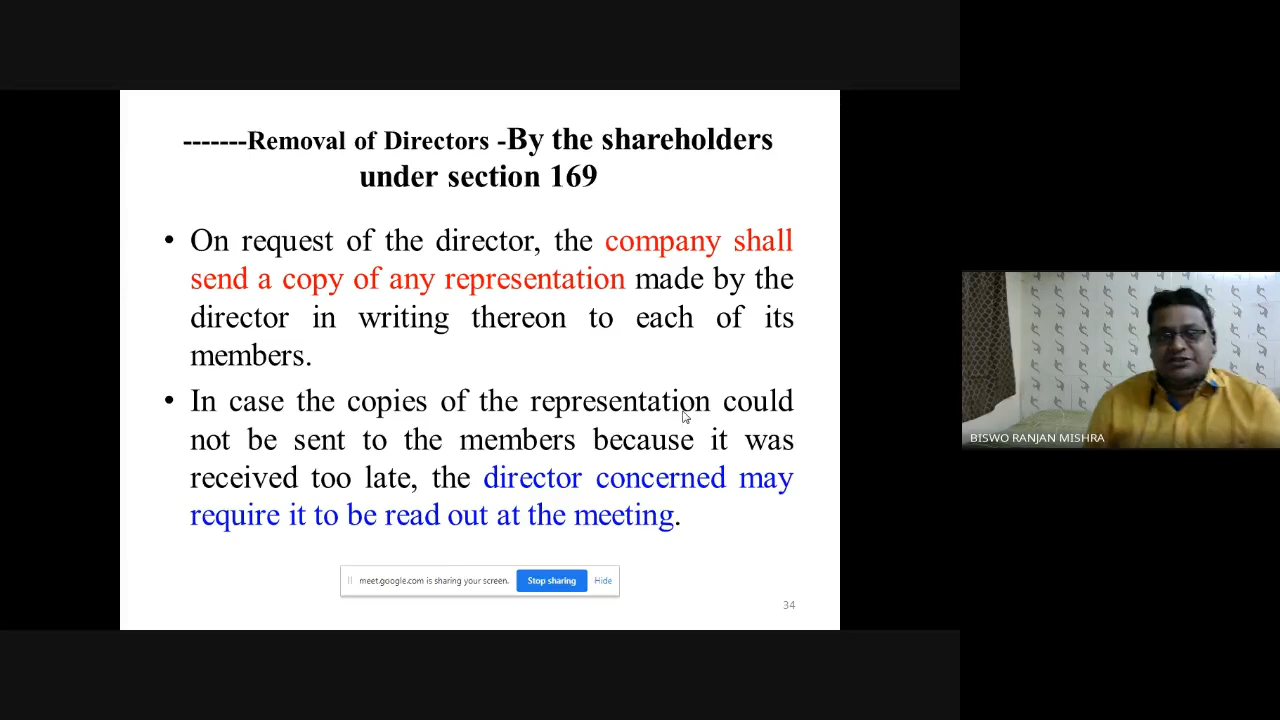 -------Removal of Directors -By the shareholders
under section 169
• On request of the director, the company shall
send a copy of any representation made by the
director in writing thereon to each of its
members.
• In case the copies of the representation could
not be sent to the members because it was
received too late, the director concerned may
require it to be read out at the meeting.
meet.google.com is sharing your screen. Stop sharing Hide
34
BISWO RANJAN MISHRA